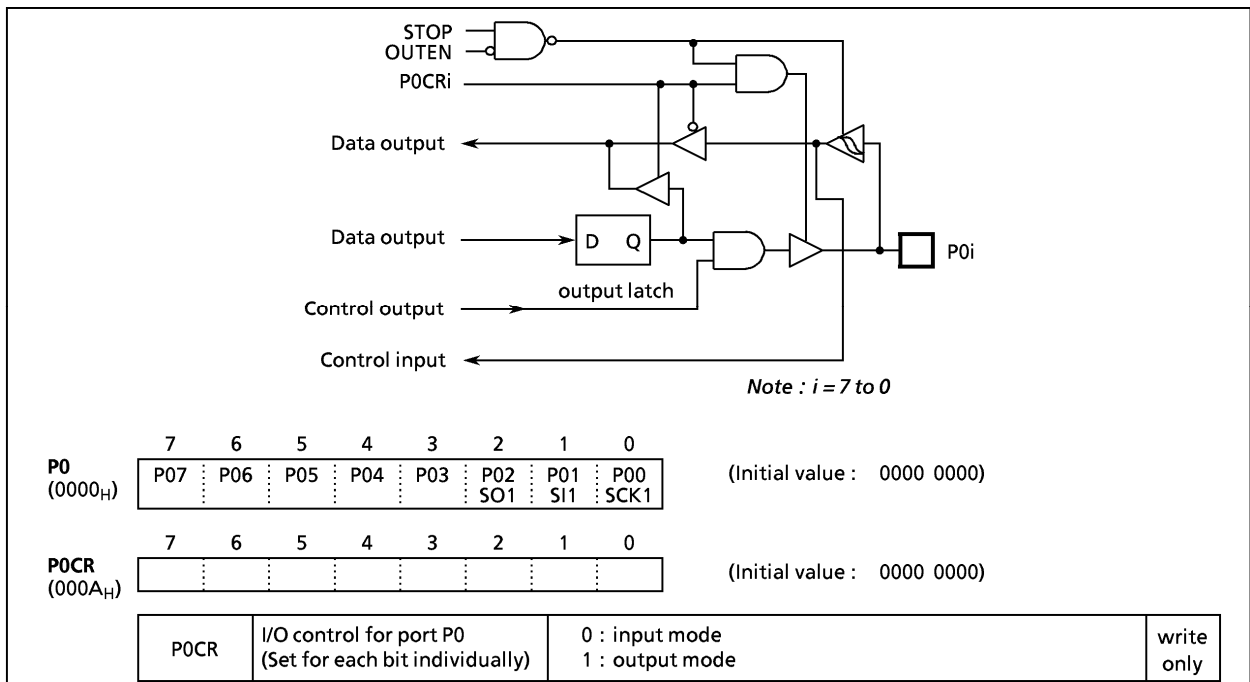 STOP
OUTEN
P0CRi
Data output
Data output
D Q
P0i
output latch
Control output
Control input
Note : i = 7 to 0
7 6 5 4 3 2 1 0
P0 (0000H)
P07 P06 P05 P04 P03 P02 P01 P00
SO1 SI1 SCK1
(Initial value : 0000 0000)
7 6 5 4 3 2 1 0
P0CR (000AH)
(Initial value : 0000 0000)
P0CR
I/O control for port P0
(Set for each bit individually)
0 : input mode
1 : output mode
write
only